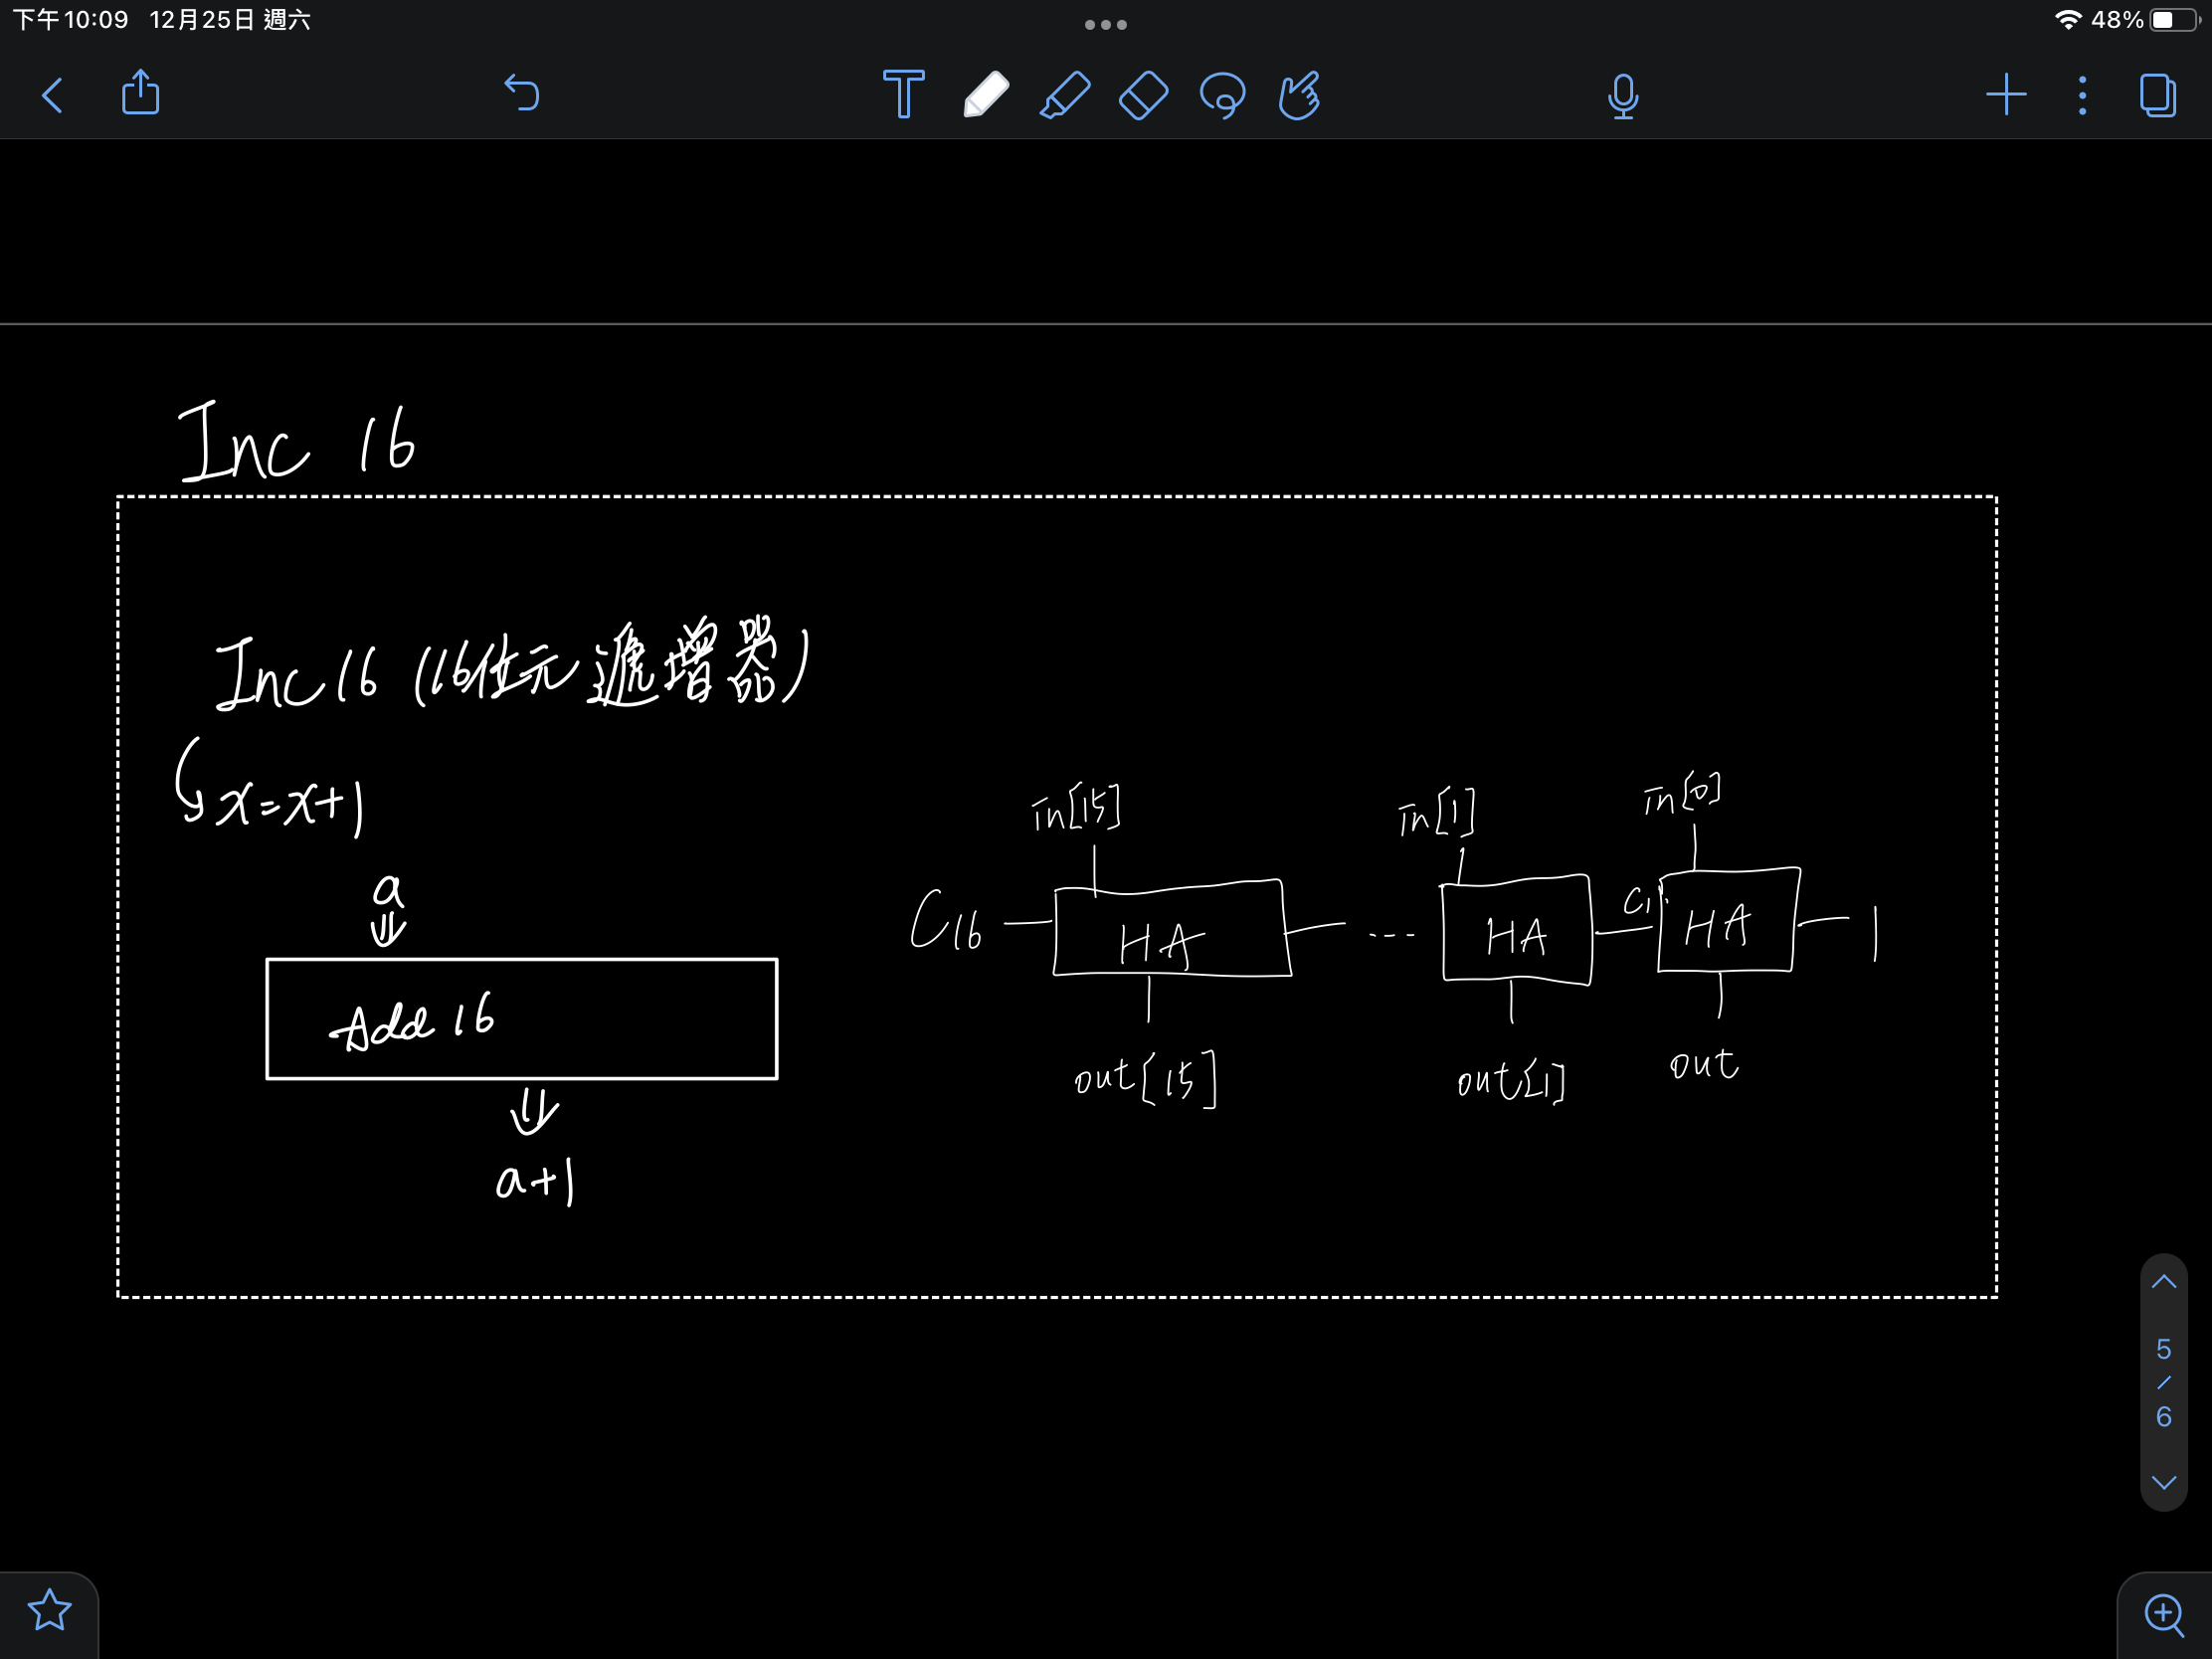 下午10:09 12月25日 週六
48%
T
Inc 16
Inc 16 (16位元遞增器)
x=x+1
a
Add 16
a+1
in[15]
in[1]
in[0]
C16
HA
...
HA
C1
HA
1
out[15]
out[1]
out
5
/
6